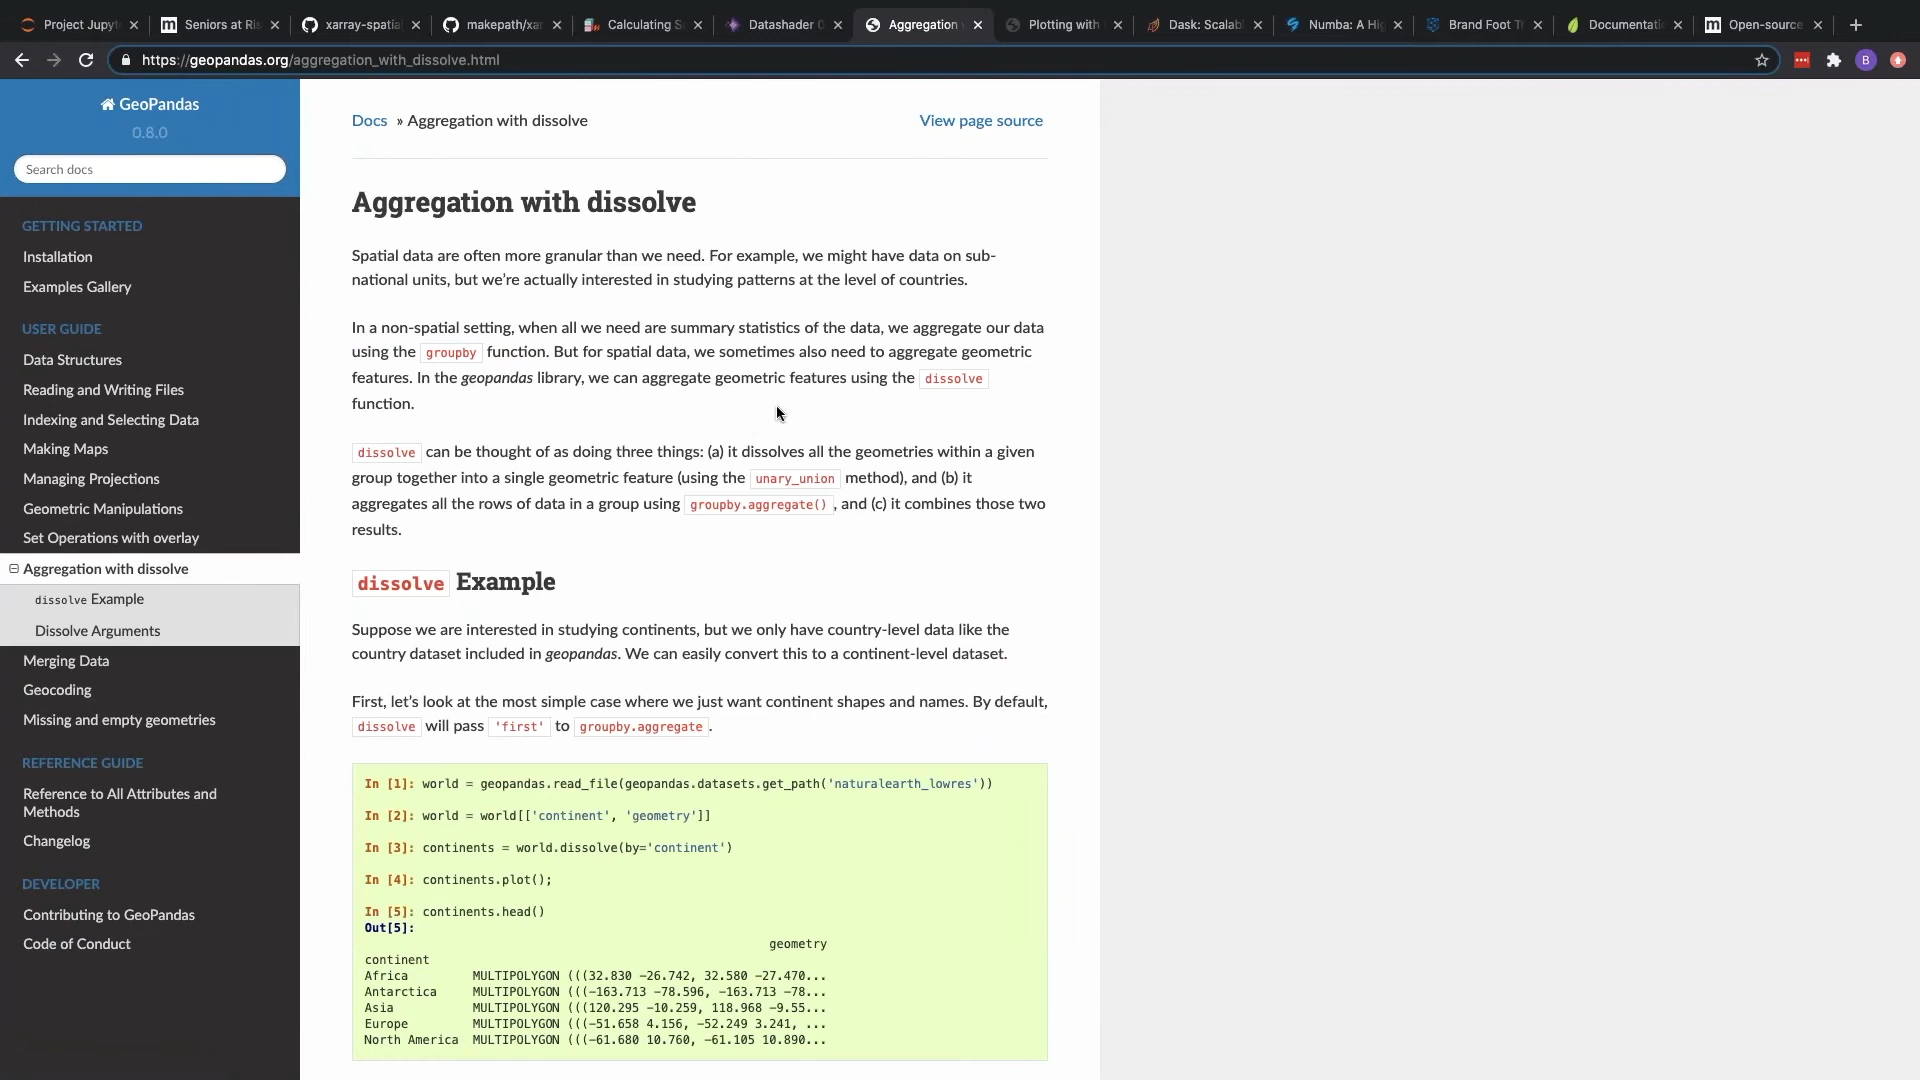 Project Jupyt
Seniors at Ris
xarray-spatia
makepath/xa
Calculating S
Datashader 0
Aggregation
Plotting with
Dask: Scalab
Numba: A Hi
Brand Foot T
Documentati
Open-source
https://geopandas.org/aggregation_with_dissolve.html
B
GeoPandas
0.8.0
Search docs
GETTING STARTED
Installation
Examples Gallery
USER GUIDE
Data Structures
Reading and Writing Files
Indexing and Selecting Data
Making Maps
Managing Projections
Geometric Manipulations
Set Operations with overlay
Aggregation with dissolve
dissolve Example
Dissolve Arguments
Merging Data
Geocoding
Missing and empty geometries
REFERENCE GUIDE
Reference to All Attributes and
Methods
Changelog
DEVELOPER
Contributing to GeoPandas
Code of Conduct
Docs » Aggregation with dissolve
View page source
Aggregation with dissolve
Spatial data are often more granular than we need. For example, we might have data on sub-
national units, but we’re actually interested in studying patterns at the level of countries.
In a non-spatial setting, when all we need are summary statistics of the data, we aggregate our data
using the groupby function. But for spatial data, we sometimes also need to aggregate geometric
features. In the geopandas library, we can aggregate geometric features using the dissolve
function.
dissolve can be thought of as doing three things: (a) it dissolves all the geometries within a given
group together into a single geometric feature (using the unary_union method), and (b) it
aggregates all the rows of data in a group using groupby.aggregate() , and (c) it combines those two
results.
dissolve Example
Suppose we are interested in studying continents, but we only have country-level data like the
country dataset included in geopandas. We can easily convert this to a continent-level dataset.
First, let’s look at the most simple case where we just want continent shapes and names. By default,
dissolve will pass 'first' to groupby.aggregate .
In [1]: world = geopandas.read_file(geopandas.datasets.get_path('naturalearth_lowres'))
In [2]: world = world[['continent', 'geometry']]
In [3]: continents = world.dissolve(by='continent')
In [4]: continents.plot();
In [5]: continents.head()
Out[5]:
geometry
continent
Africa MULTIPOLYGON (((32.830 -26.742, 32.580 -27.470...
Antarctica MULTIPOLYGON (((-163.713 -78.596, -163.713 -78...
Asia MULTIPOLYGON (((120.295 -10.259, 118.968 -9.55...
Europe MULTIPOLYGON (((-51.658 4.156, -52.249 3.241, ...
North America MULTIPOLYGON (((-61.680 10.760, -61.105 10.890...